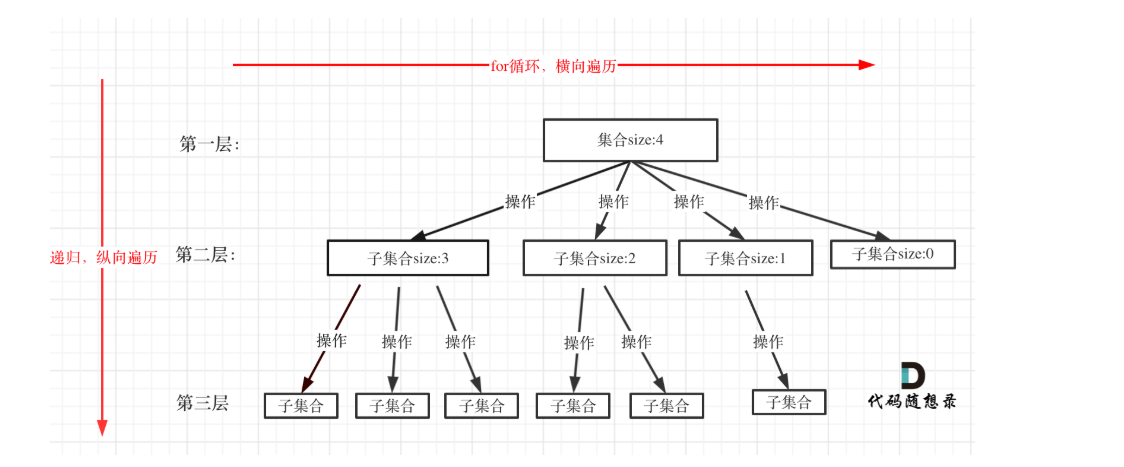 for循环，横向遍历
第一层：
集合size:4
操作 操作 操作 操作
递归，纵向遍历
第二层：
子集合size:3 子集合size:2 子集合size:1 子集合size:0
操作 操作 操作 操作 操作 操作
第三层
子集合 子集合 子集合 子集合 子集合 子集合
代码随想录